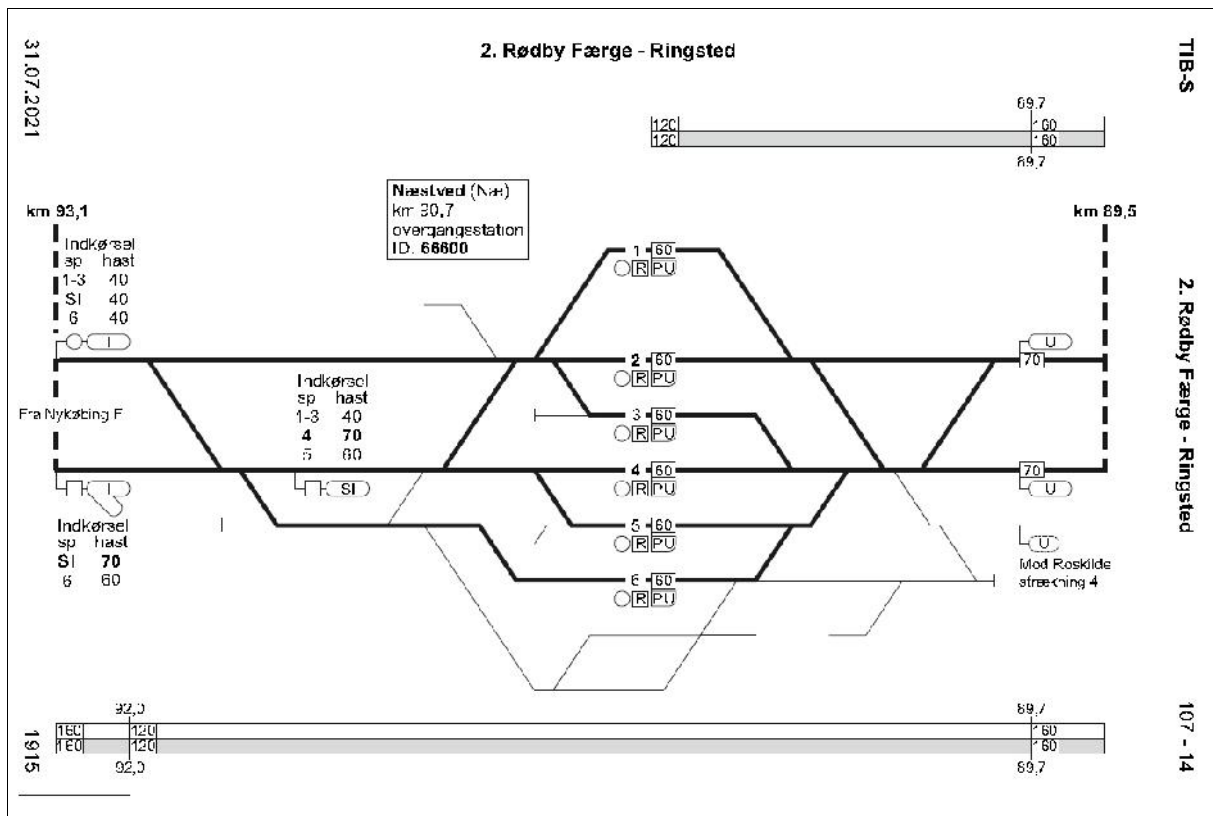 31.07.2021
2. Rødby Færge - Ringsted
TIB-S
89,7
120 160
120 160
89,7
Næstved (Næ)
km 90,7
overgangsstation
ID. 66600
km 93,1
km 89,5
Indkørsel
sp hast
1-3 40
SI 40
6 40
I
1 60
R PU
2 60
R PU
U
70
Fra Nykøbing F
Indkørsel
sp hast
1-3 40
4 70
5 60
3 60
R PU
2. Rødby Færge - Ringsted
I
SI
4 60
R PU
70
U
Indkørsel
sp hast
SI 70
6 60
5 60
R PU
U
Mod Roskilde
strækning 4
6 60
R PU
92,0 89,7
160 120 160
160 120 160
92,0 89,7
1915
107 - 14